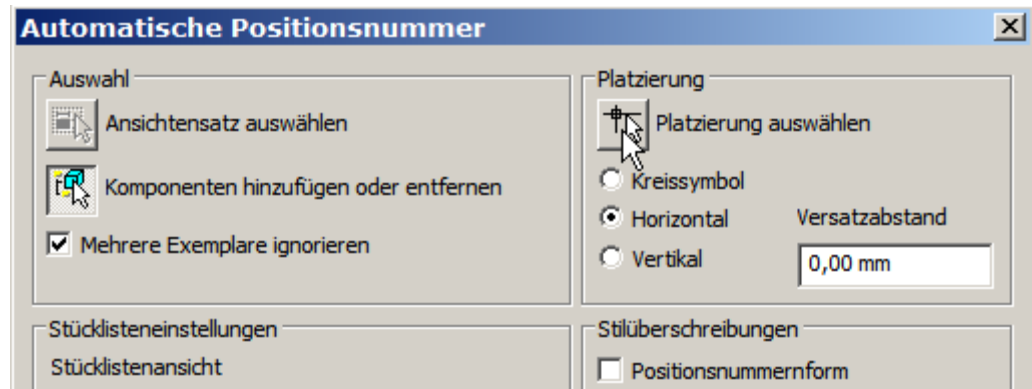 Automatische Positionsnummer
Auswahl
Ansichtensatz auswählen
Komponenten hinzufügen oder entfernen
Mehrere Exemplare ignorieren
Platzierung
Platzierung auswählen
Kreissymbol
Horizontal
Versatzabstand
Vertikal
0,00 mm
Stücklisteneinstellungen
Stücklistenansicht
Stilüberschreibungen
Positionsnummernform